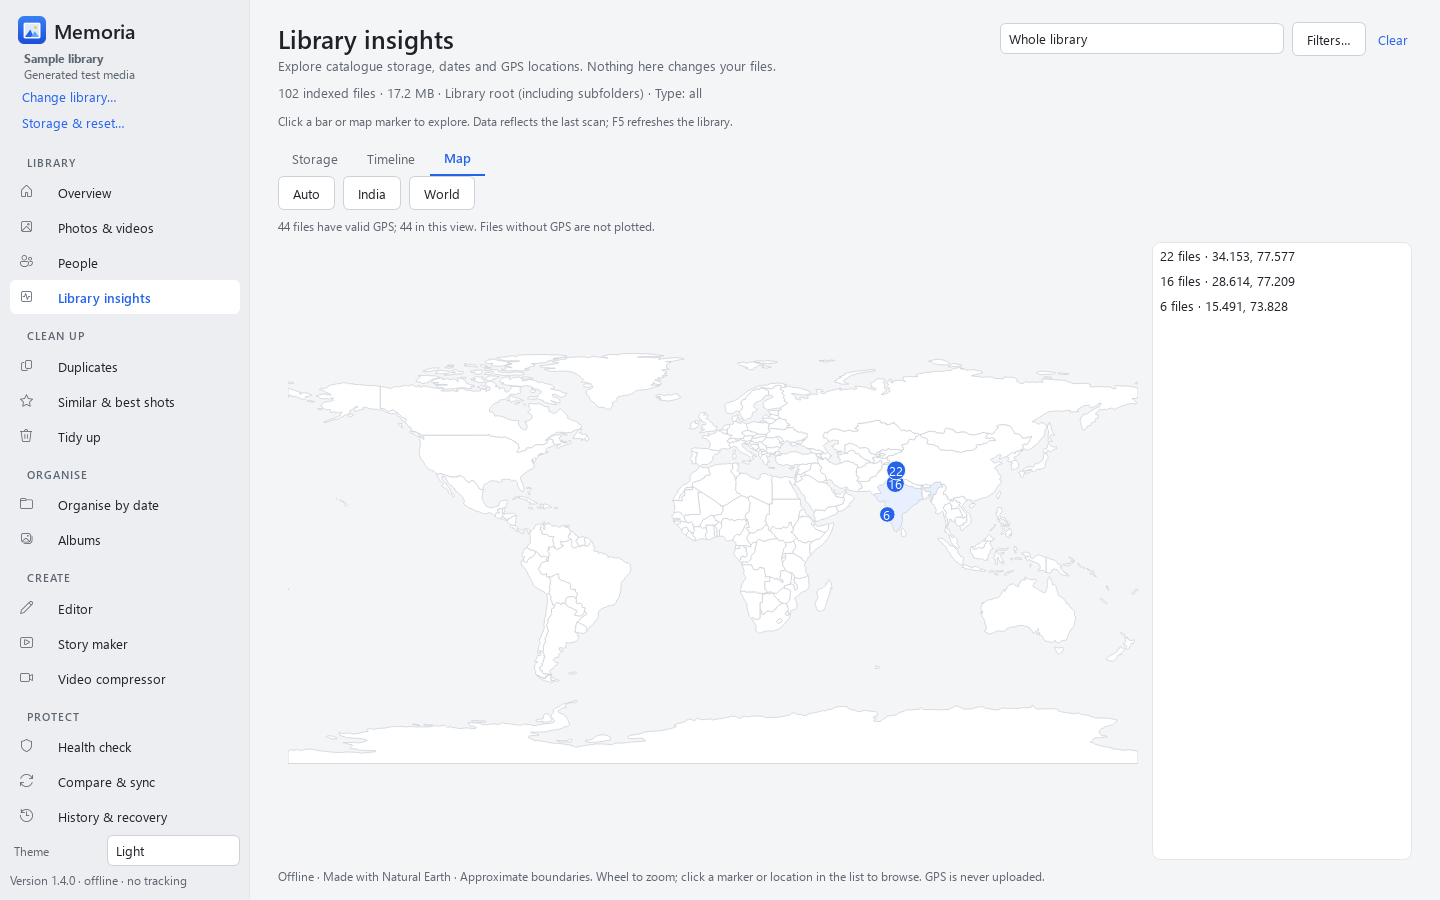 Memoria
Sample library
Generated test media
Change library...
Storage & reset...
LIBRARY
Overview
Photos & videos
People
Library insights
CLEAN UP
Duplicates
Similar & best shots
Tidy up
ORGANISE
Organise by date
Albums
CREATE
Editor
Story maker
Video compressor
PROTECT
Health check
Compare & sync
History & recovery
Theme
Light
Version 1.4.0 · offline · no tracking
Library insights
Whole library
Filters...
Clear
Explore catalogue storage, dates and GPS locations. Nothing here changes your files.
102 indexed files · 17.2 MB · Library root (including subfolders) · Type: all
Click a bar or map marker to explore. Data reflects the last scan; F5 refreshes the library.
Storage
Timeline
Map
Auto
India
World
44 files have valid GPS; 44 in this view. Files without GPS are not plotted.
22
16
6
22 files · 34.153, 77.577
16 files · 28.614, 77.209
6 files · 15.491, 73.828
Offline · Made with Natural Earth · Approximate boundaries. Wheel to zoom; click a marker or location in the list to browse. GPS is never uploaded.